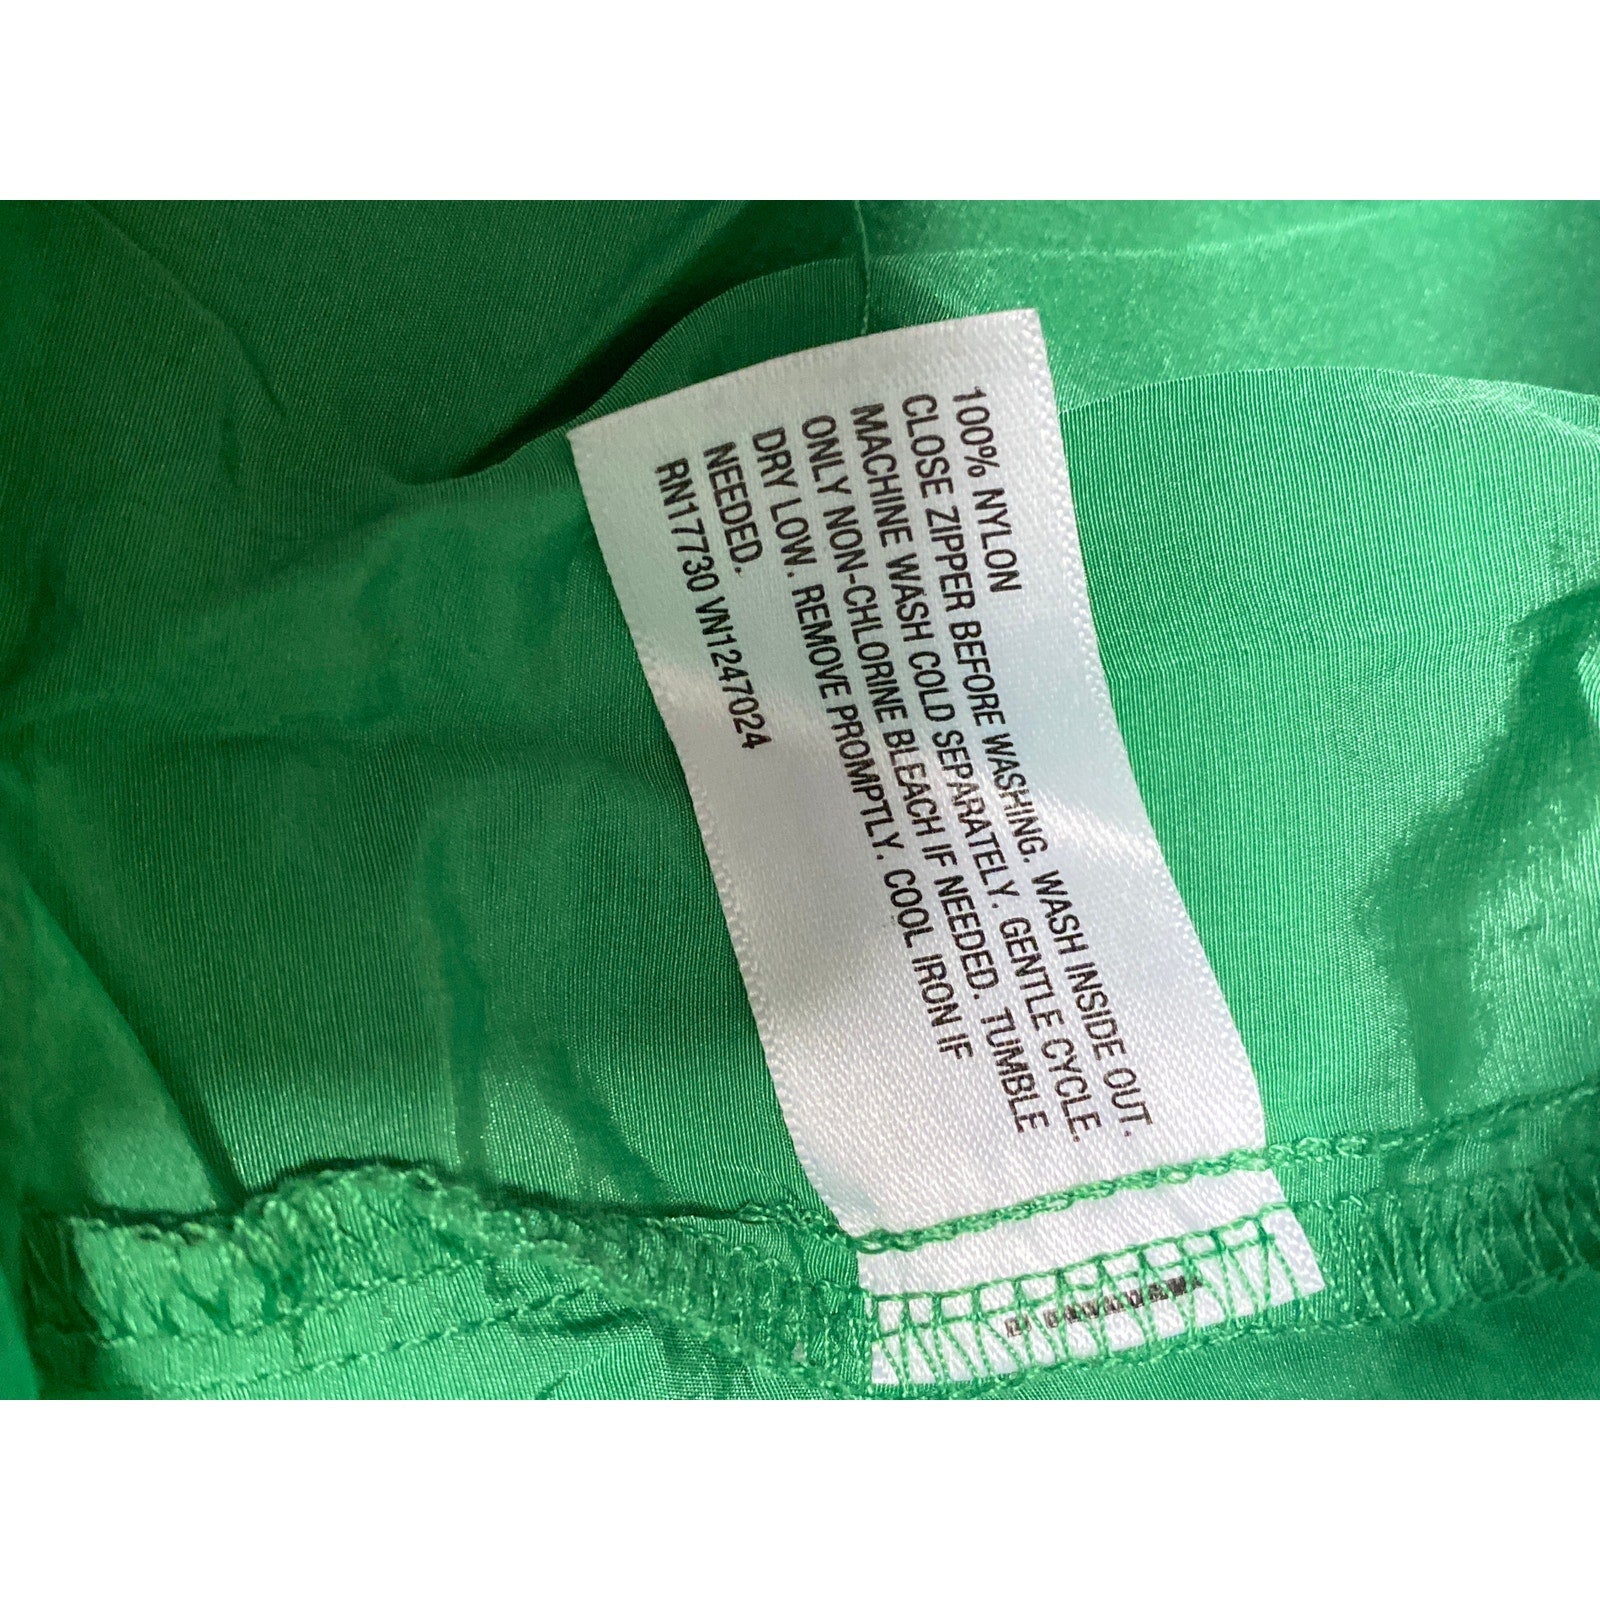 100% NYLON
CLOSE ZIPPER BEFORE WASHING. WASH INSIDE OUT.
MACHINE WASH COLD SEPARATELY. GENTLE CYCLE.
ONLY NON-CHLORINE BLEACH IF NEEDED. TUMBLE
DRY LOW. REMOVE PROMPTLY. COOL IRON IF
NEEDED.
RN17730 VN1247024